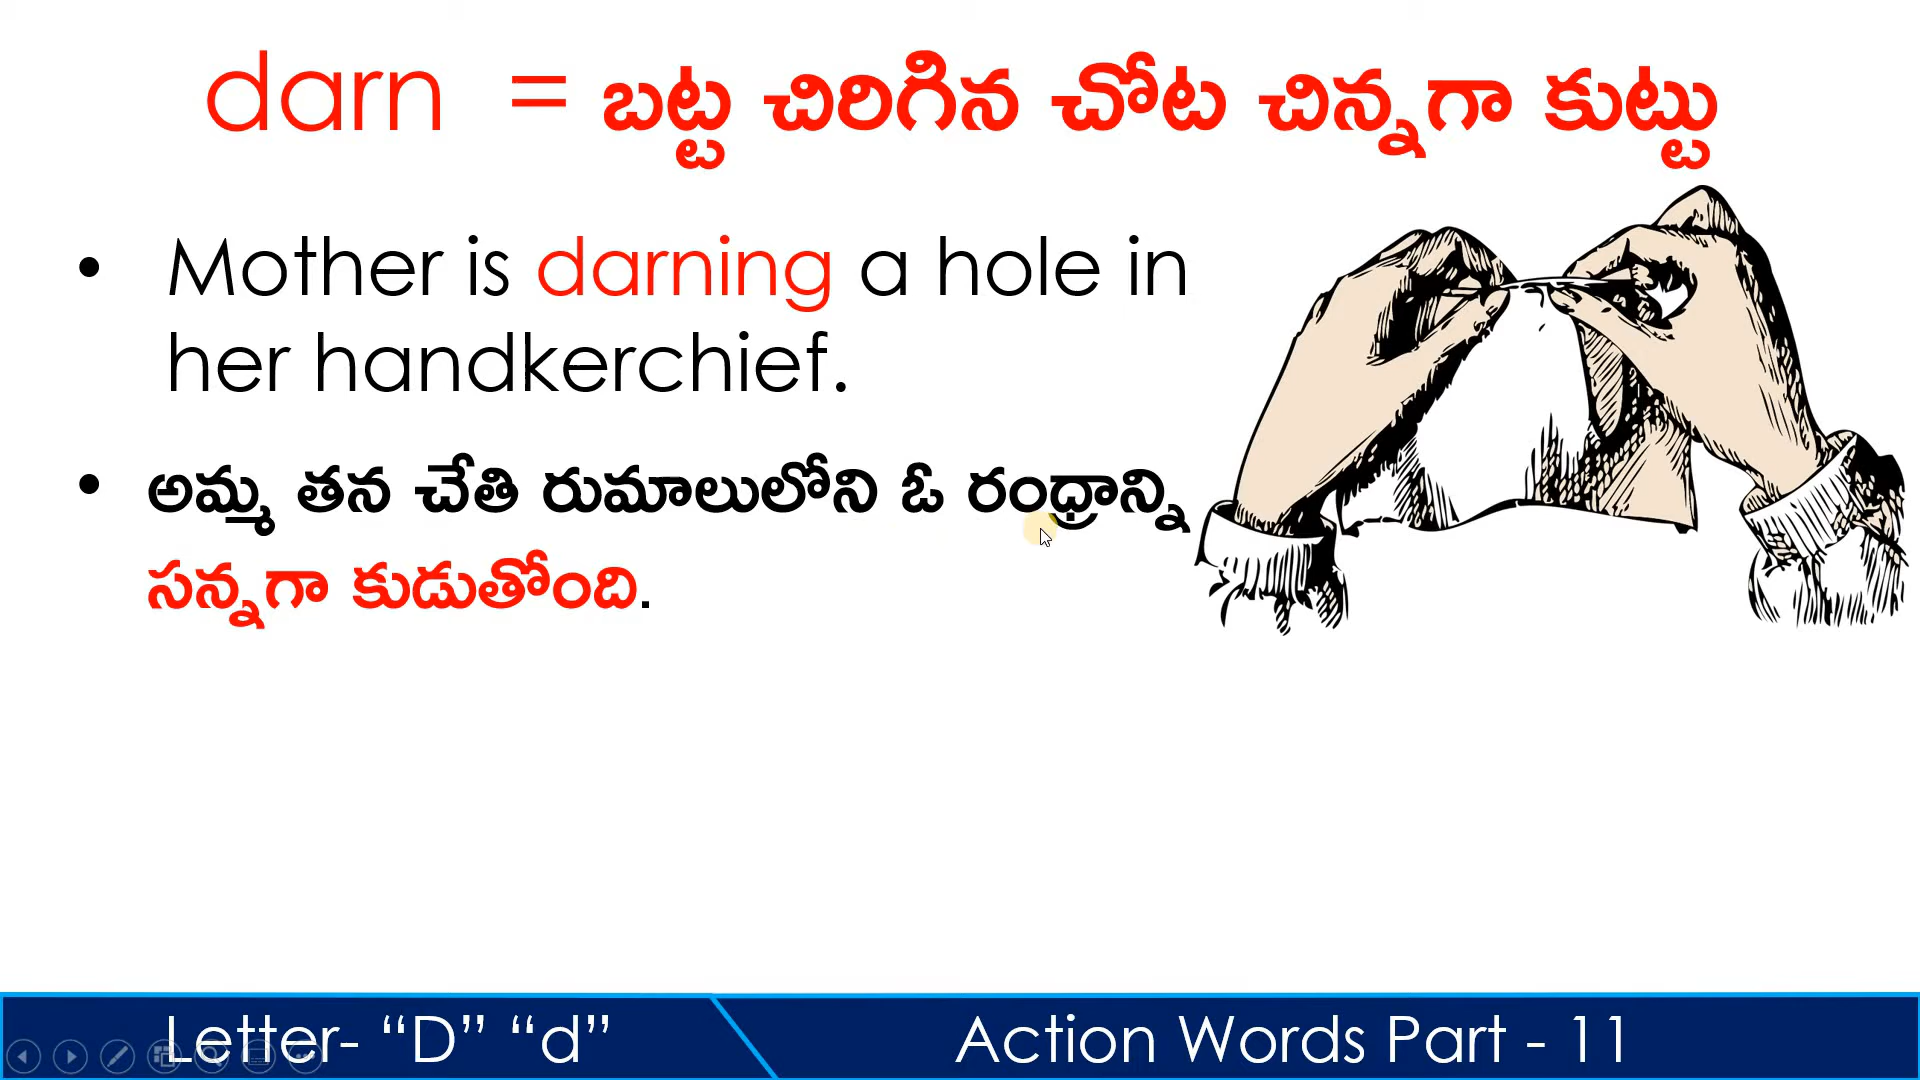 darn = బట్ట చిరిగిన చోట చిన్నగా కుట్టు
• Mother is darning a hole in
her handkerchief.
• అమ్మ తన చేతి రుమాలులోని ఓ రంధ్రాన్ని
సన్నగా కుడుతోంది.
Letter- “D” “d”
Action Words Part - 11